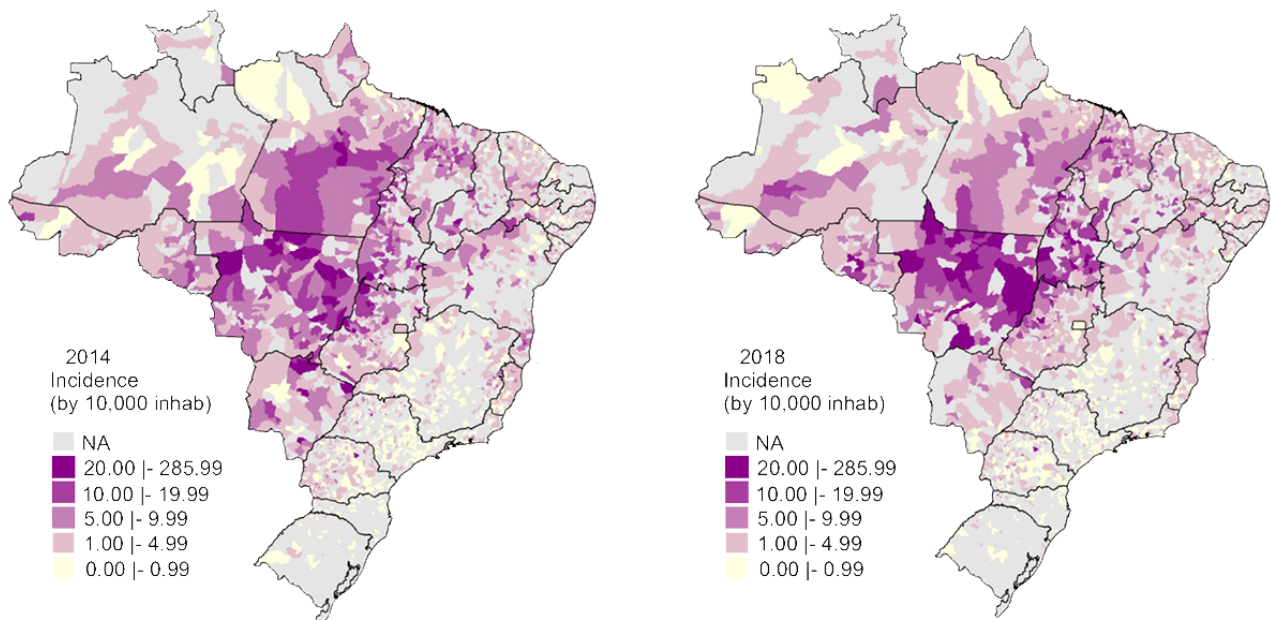 2014
Incidence
(by 10,000 inhab)
NA
20.00 |- 285.99
10.00 |- 19.99
5.00 |- 9.99
1.00 |- 4.99
0.00 |- 0.99
2018
Incidence
(by 10,000 inhab)
NA
20.00 |- 285.99
10.00 |- 19.99
5.00 |- 9.99
1.00 |- 4.99
0.00 |- 0.99